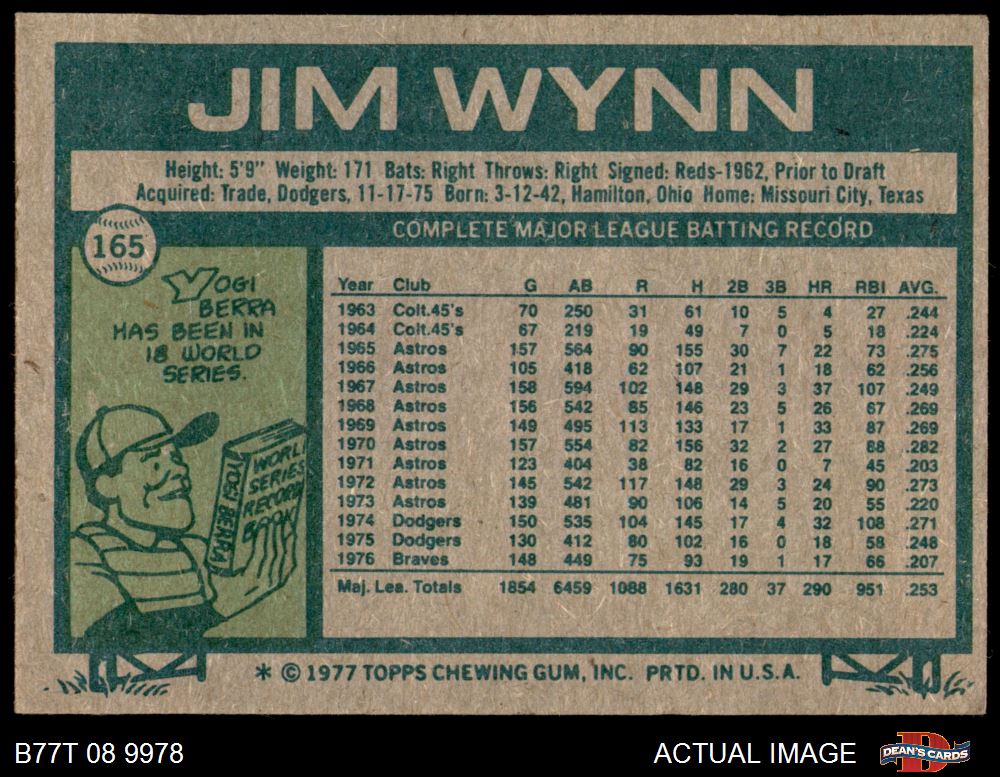 JIM WYNN
Height: 5'9" Weight: 171 Bats: Right Throws: Right Signed: Reds-1962, Prior to Draft
Acquired: Trade, Dodgers, 11-17-75 Born: 3-12-42, Hamilton, Ohio Home: Missouri City, Texas
165
COMPLETE MAJOR LEAGUE BATTING RECORD
YOGI
BERRA
HAS BEEN IN
18 WORLD
SERIES.
WORLD
SERIES
RECORD
BOOK
YOGI BERRA
Year Club G AB R H 2B 3B HR RBI AVG.
1963 Colt.45's 70 250 31 61 10 5 4 27 .244
1964 Colt.45's 67 219 19 49 7 0 5 18 .224
1965 Astros 157 564 90 155 30 7 22 73 .275
1966 Astros 105 418 62 107 21 1 18 62 .256
1967 Astros 158 594 102 148 29 3 37 107 .249
1968 Astros 156 542 85 146 23 5 26 67 .269
1969 Astros 149 495 113 133 17 1 33 87 .269
1970 Astros 157 554 82 156 32 2 27 88 .282
1971 Astros 123 404 38 82 16 0 7 45 .203
1972 Astros 145 542 117 148 29 3 24 90 .273
1973 Astros 139 481 90 106 14 5 20 55 .220
1974 Dodgers 150 535 104 145 17 4 32 108 .271
1975 Dodgers 130 412 80 102 16 0 18 58 .248
1976 Braves 148 449 75 93 19 1 17 66 .207
Maj. Lea. Totals 1854 6459 1088 1631 280 37 290 951 .253
* © 1977 TOPPS CHEWING GUM, INC. PRTD. IN U.S.A.
B77T 08 9978
ACTUAL IMAGE
DEAN'S CARDS